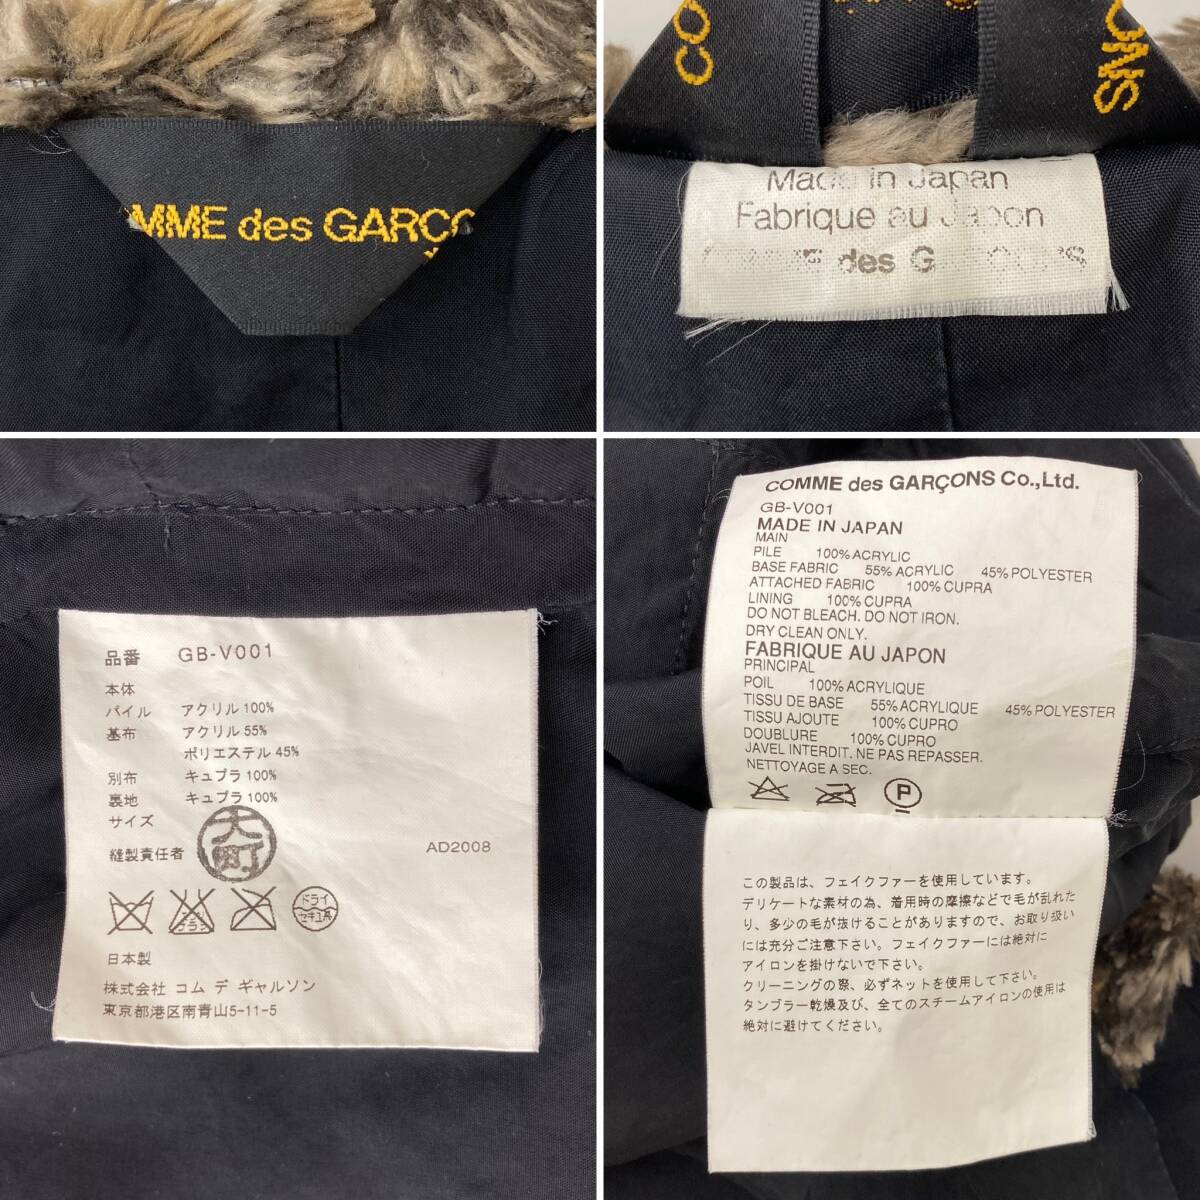 MME des GARÇO
CO
ONS
Made in Japan
Fabrique au Japon
des G
品番 GB-V001
本体
パイル アクリル100%
基布 アクリル55%
ポリエステル45%
別布 キュプラ100%
裏地 キュプラ100%
サイズ
縫製責任者 大町 AD2008
ドライ
セキユ系
日本製
株式会社 コム デ ギャルソン
東京都港区南青山5-11-5
COMME des GARÇONS Co.,Ltd.
GB-V001
MADE IN JAPAN
MAIN
PILE 100% ACRYLIC
BASE FABRIC 55% ACRYLIC 45% POLYESTER
ATTACHED FABRIC 100% CUPRA
LINING 100% CUPRA
DO NOT BLEACH. DO NOT IRON.
DRY CLEAN ONLY.
FABRIQUE AU JAPON
PRINCIPAL
POIL 100% ACRYLIQUE
TISSU DE BASE 55% ACRYLIQUE 45% POLYESTER
TISSU AJOUTE 100% CUPRO
DOUBLURE 100% CUPRO
JAVEL INTERDIT. NE PAS REPASSER.
NETTOYAGE A SEC.
P
この製品は、フェイクファーを使用しています。
デリケートな素材の為、着用時の摩擦などで毛が乱れた
り、多少の毛が抜けることがありますので、お取り扱い
には充分ご注意下さい。フェイクファーには絶対に
アイロンを掛けないで下さい。
クリーニングの際、必ずネットを使用して下さい。
タンブラー乾燥及び、全てのスチームアイロンの使用は
絶対に避けてください。